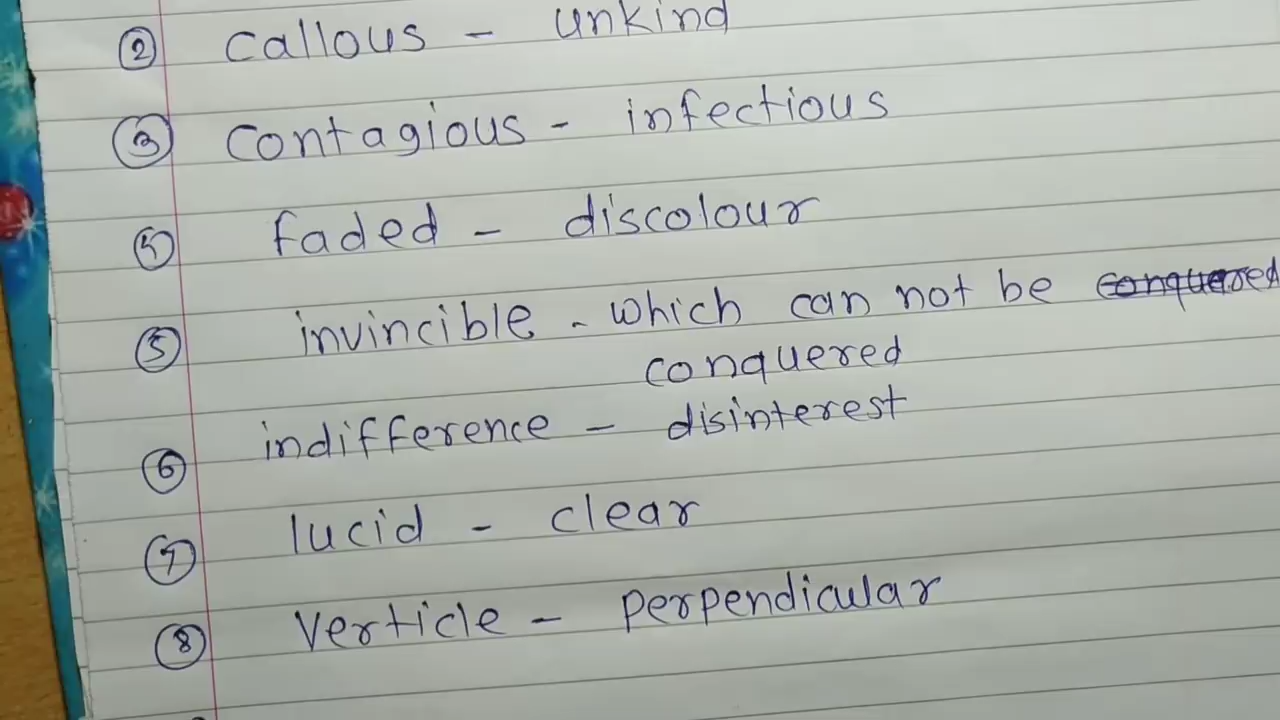 ② callous - unkind
③ contagious - infectious
④ faded - discolour
⑤ invincible - which can not be conquered
conquered
⑥ indifference - disinterest
⑦ lucid - clear
⑧ Verticle - perpendicular